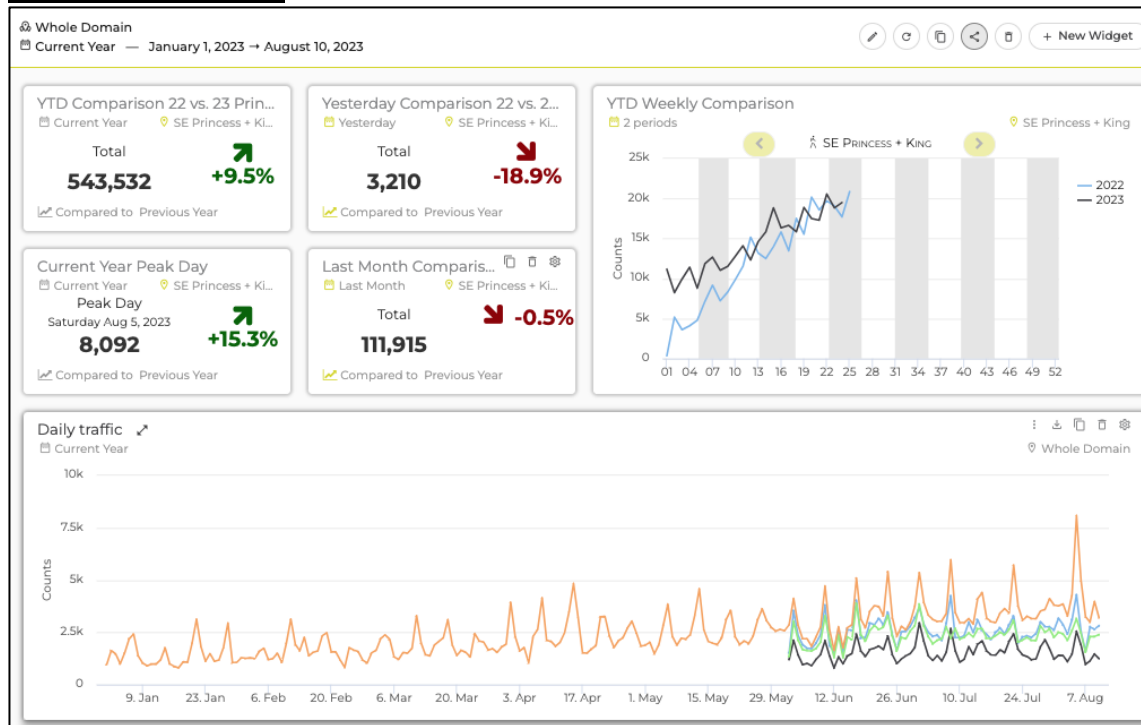 Whole Domain
Current Year — January 1, 2023 → August 10, 2023
+ New Widget
YTD Comparison 22 vs. 23 Prin...
Current Year SE Princess + Ki...
Total
543,532
+9.5%
Compared to Previous Year
Yesterday Comparison 22 vs. 2...
Yesterday SE Princess + Ki...
Total
3,210
-18.9%
Compared to Previous Year
YTD Weekly Comparison
2 periods SE Princess + King
SE Princess + King
25k
20k
15k
10k
5k
0
Counts
01 04 07 10 13 16 19 22 25 28 31 34 37 40 43 46 49 52
2022
2023
Current Year Peak Day
Current Year SE Princess + Ki...
Peak Day
Saturday Aug 5, 2023
8,092
+15.3%
Compared to Previous Year
Last Month Comparis...
Last Month SE Princess + Ki...
Total
111,915
-0.5%
Compared to Previous Year
Daily traffic
Current Year Whole Domain
10k
7.5k
5k
2.5k
0
Counts
9. Jan 23. Jan 6. Feb 20. Feb 6. Mar 20. Mar 3. Apr 17. Apr 1. May 15. May 29. May 12. Jun 26. Jun 10. Jul 24. Jul 7. Aug